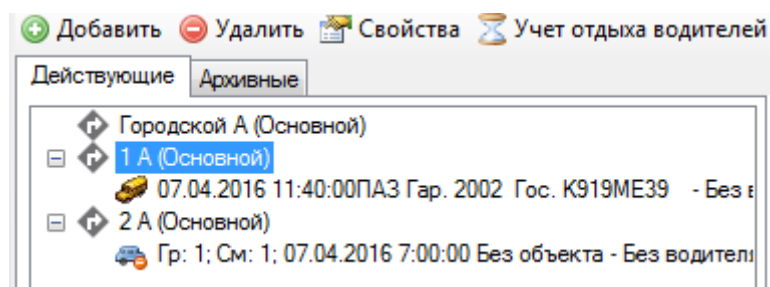 Добавить Удалить Свойства Учет отдыха водителей
Действующие Архивные
Городской А (Основной)
1 А (Основной)
07.04.2016 11:40:00ПАЗ Гар. 2002 Гос. К919МЕ39 - Без
2 А (Основной)
Гр: 1; См: 1; 07.04.2016 7:00:00 Без объекта - Без водителя